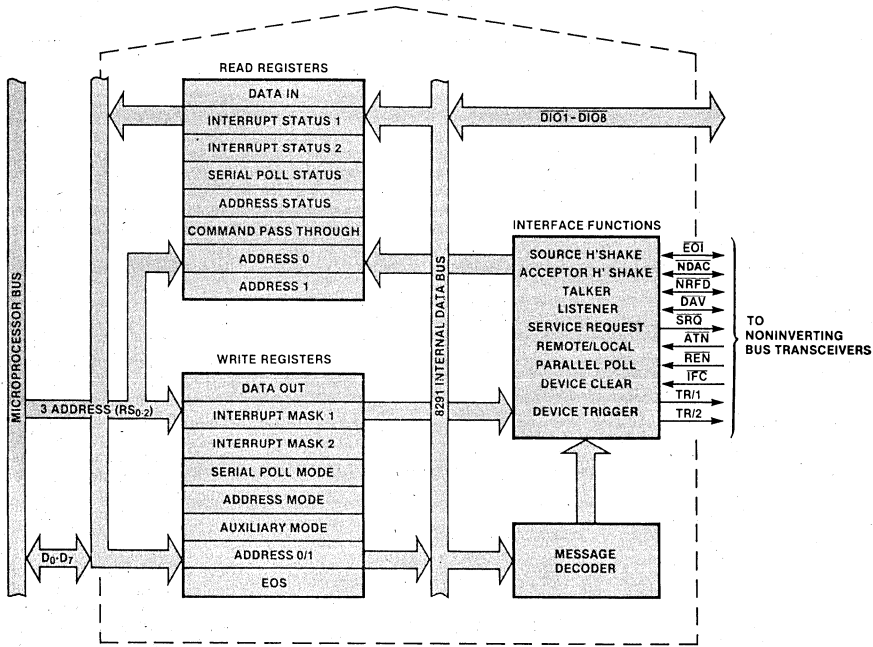 READ REGISTERS
DATA IN
INTERRUPT STATUS 1
INTERRUPT STATUS 2
SERIAL POLL STATUS
ADDRESS STATUS
COMMAND PASS THROUGH
ADDRESS 0
ADDRESS 1
WRITE REGISTERS
DATA OUT
INTERRUPT MASK 1
INTERRUPT MASK 2
SERIAL POLL MODE
ADDRESS MODE
AUXILIARY MODE
ADDRESS 0/1
EOS
MICROPROCESSOR BUS
3 ADDRESS (RS0-2)
D0-D7
8291 INTERNAL DATA BUS
DIO1-DIO8
INTERFACE FUNCTIONS
SOURCE H'SHAKE
ACCEPTOR H' SHAKE
TALKER
LISTENER
SERVICE REQUEST
REMOTE/LOCAL
PARALLEL POLL
DEVICE CLEAR
DEVICE TRIGGER
EOI
NDAC
NRFD
DAV
SRQ
ATN
REN
IFC
TR/1
TR/2
TO
NONINVERTING
BUS TRANSCEIVERS
MESSAGE
DECODER